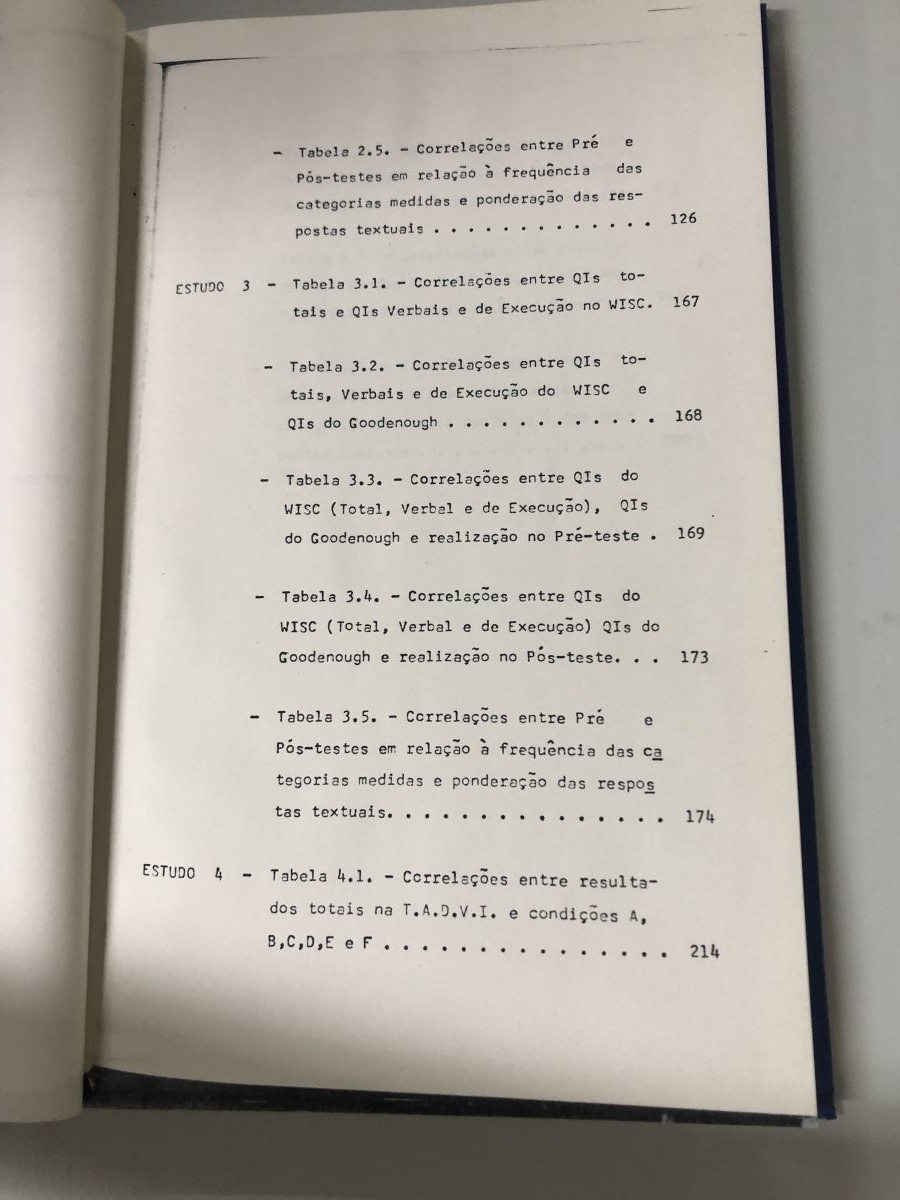 - Tabela 2.5. - Correlações entre Pré e
Pós-testes em relação à frequência das
categorias medidas e ponderação das res-
postas textuais . . . . . . . . . . . . . 126
ESTUDO 3 - Tabela 3.1. - Correlações entre QIs to-
tais e QIs Verbais e de Execução no WISC. 167
- Tabela 3.2. - Correlações entre QIs to-
tais, Verbais e de Execução do WISC e
QIs do Goodenough . . . . . . . . . . . . 168
- Tabela 3.3. - Correlações entre QIs do
WISC (Total, Verbal e de Execução), QIs
do Goodenough e realização no Pré-teste . 169
- Tabela 3.4. - Correlações entre QIs do
WISC (Total, Verbal e de Execução) QIs do
Goodenough e realização no Pós-teste. . . 173
- Tabela 3.5. - Correlações entre Pré e
Pós-testes em relação à frequência das ca
tegorias medidas e ponderação das respos
tas textuais. . . . . . . . . . . . . . . 174
ESTUDO 4 - Tabela 4.1. - Correlações entre resulta-
dos totais na T.A.D.V.I. e condições A,
B,C,D,E e F . . . . . . . . . . . . . . . 214